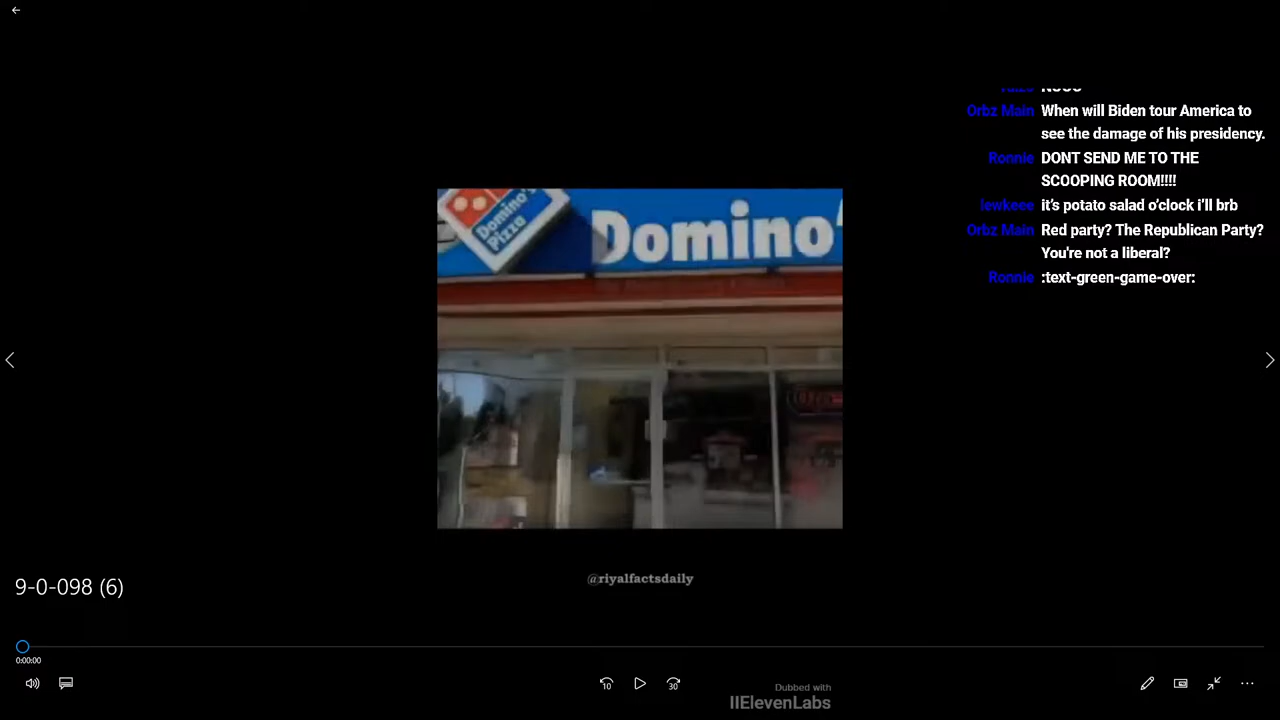 Orbz Main When will Biden tour America to
see the damage of his presidency.
Ronnie DONT SEND ME TO THE
SCOOPING ROOM!!!!
lewkeee it's potato salad o'clock i'll brb
Orbz Main Red party? The Republican Party?
You're not a liberal?
Ronnie :text-green-game-over:
Domino's
Pizza
Domino'
@riyalfactsdaily
9-0-098 (6)
0:00:00
10
30
Dubbed with
IIElevenLabs